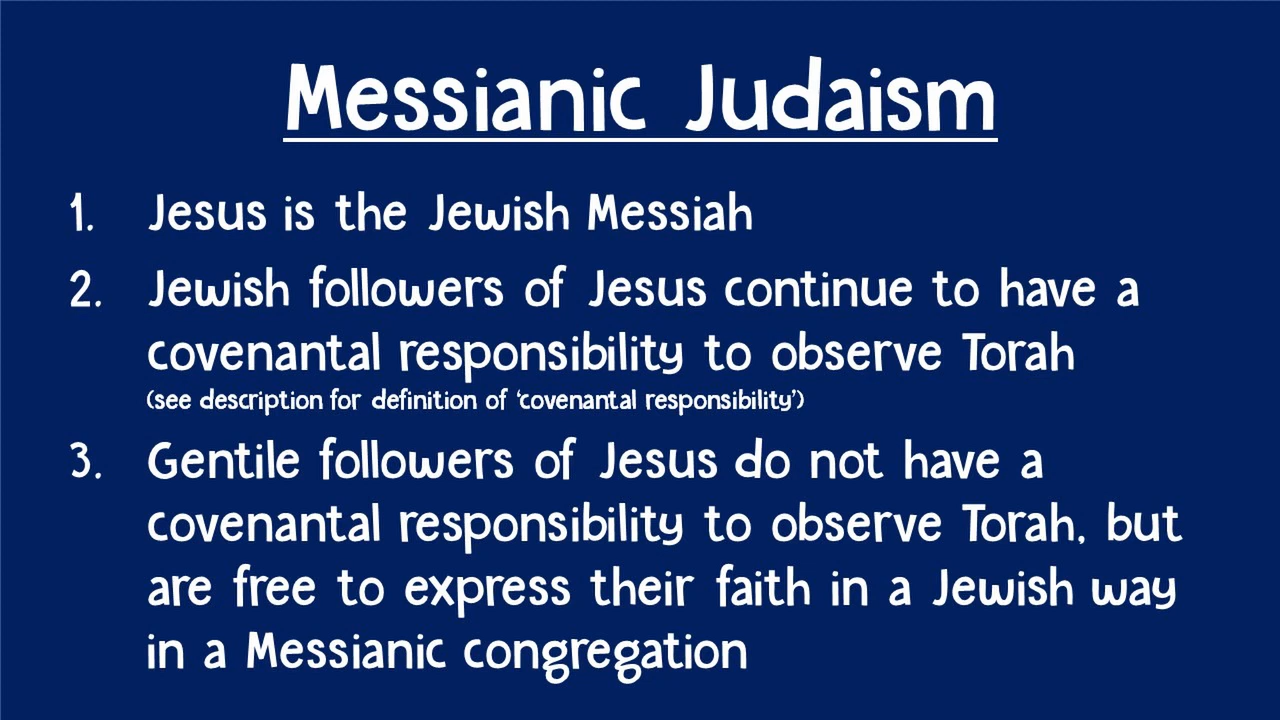 Messianic Judaism
1. Jesus is the Jewish Messiah
2. Jewish followers of Jesus continue to have a
covenantal responsibility to observe Torah
(see description for definition of 'covenantal responsibility')
3. Gentile followers of Jesus do not have a
covenantal responsibility to observe Torah, but
are free to express their faith in a Jewish way
in a Messianic congregation